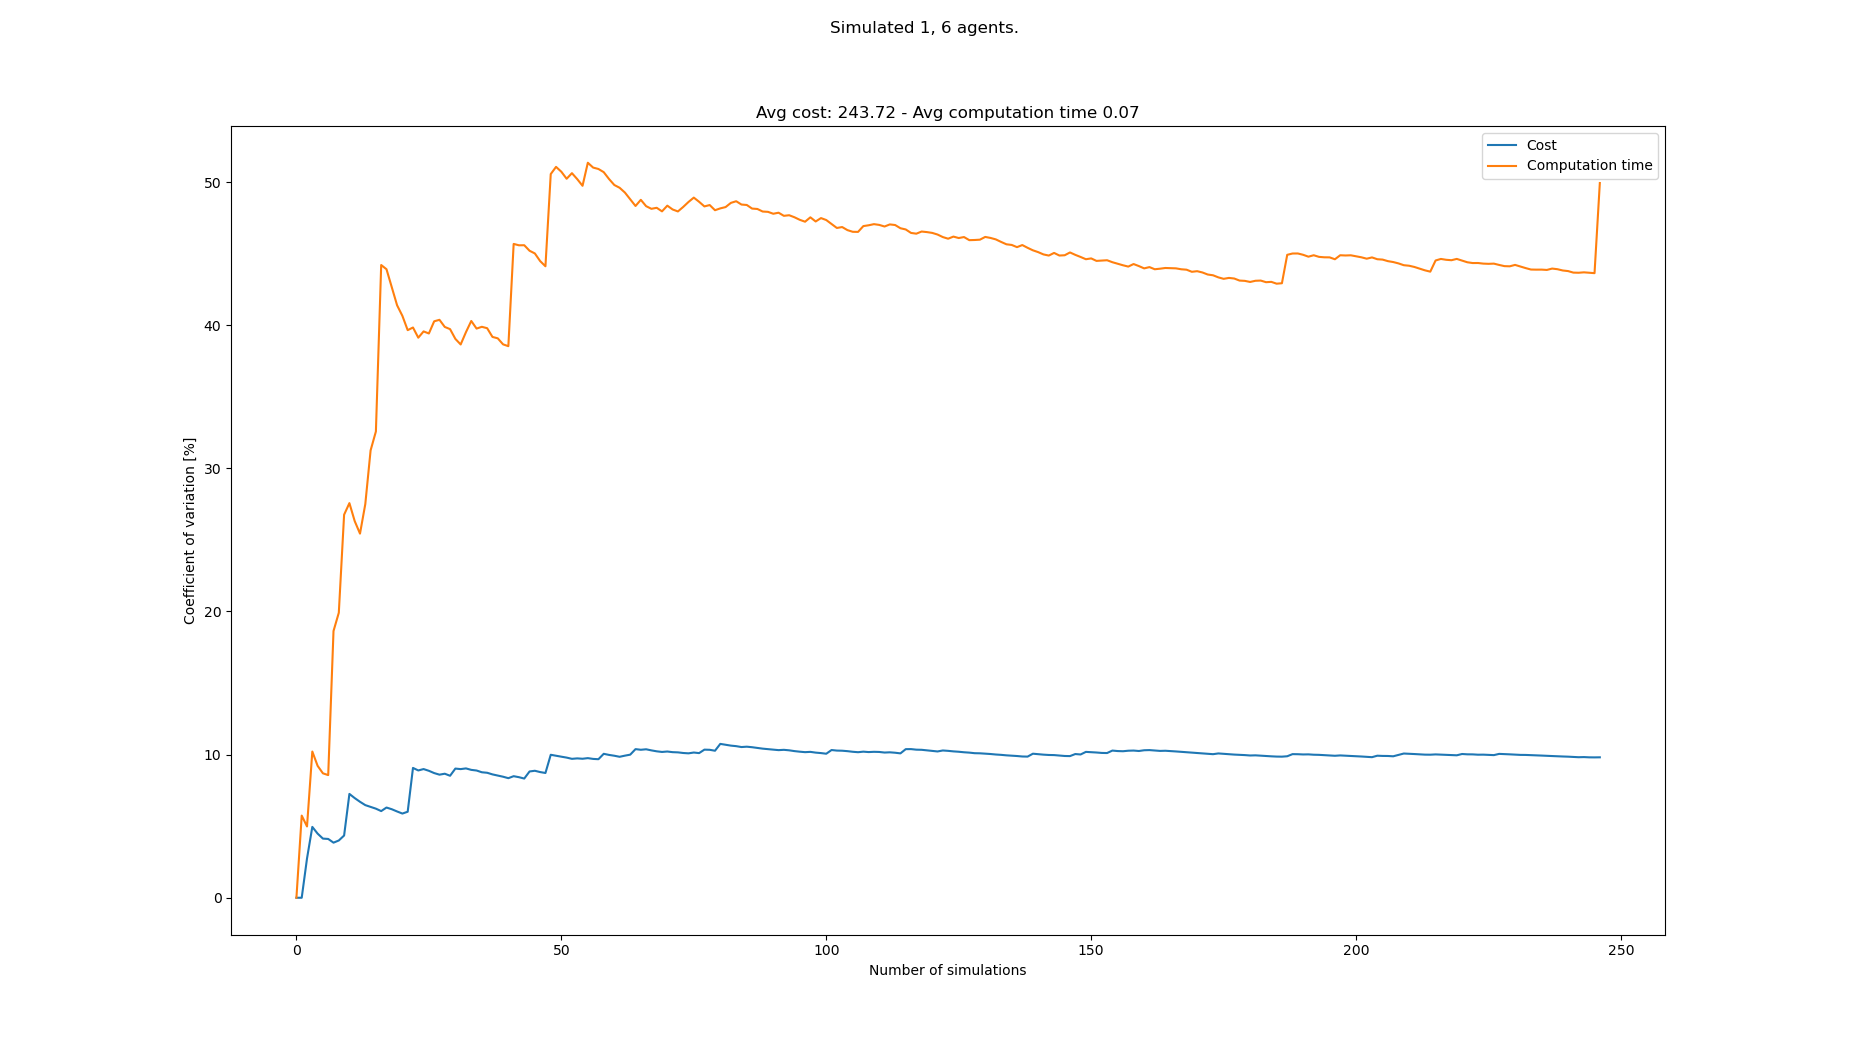 Simulated 1, 6 agents.
Avg cost: 243.72 - Avg computation time 0.07
Cost
Computation time
Coefficient of variation [%]
50
40
30
20
10
0
0 50 100 150 200 250
Number of simulations